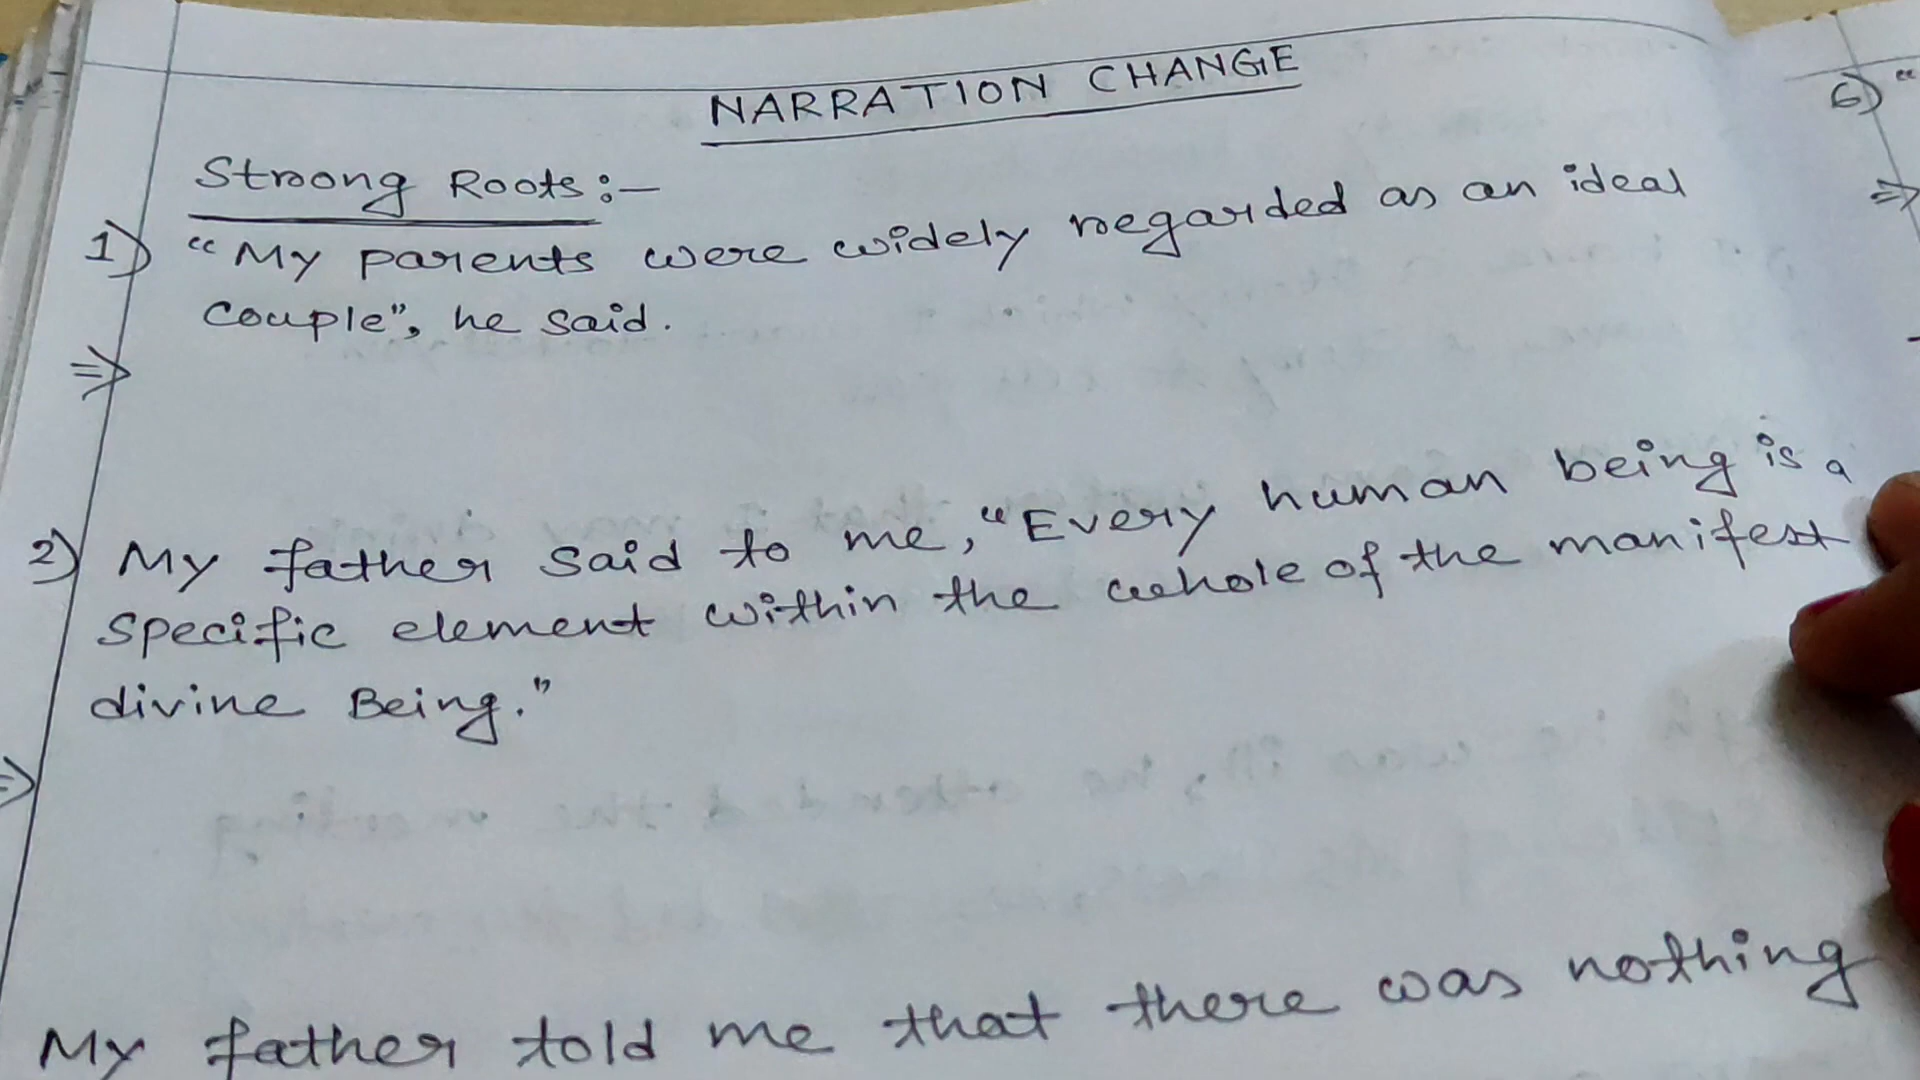 NARRATION CHANGE
Strong Roots:-
1) "My parents were widely regarded as an ideal
couple", he said.
=>
2) My father said to me, "Every human being is a
specific element within the whole of the manifest
divine Being."
=>
My father told me that there was nothing
6) "
=>